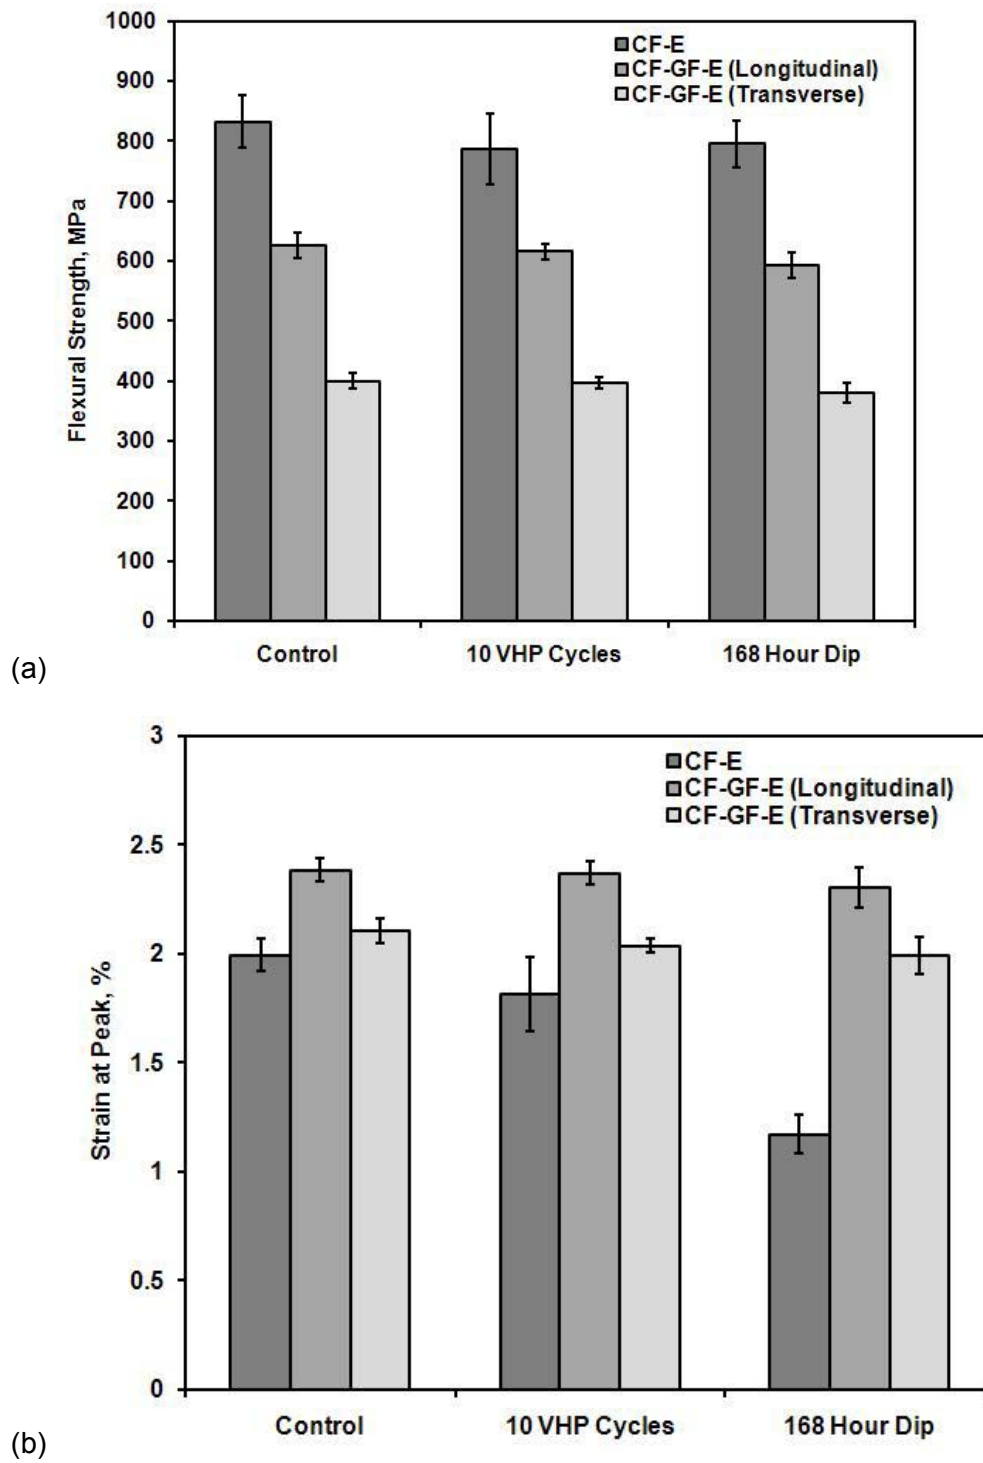 1000
900
800
700
600
500
400
300
200
100
0
Flexural Strength, MPa
CF-E
CF-GF-E (Longitudinal)
CF-GF-E (Transverse)
Control
10 VHP Cycles
168 Hour Dip
(a)
3
2.5
2
1.5
1
0.5
0
Strain at Peak, %
CF-E
CF-GF-E (Longitudinal)
CF-GF-E (Transverse)
Control
10 VHP Cycles
168 Hour Dip
(b)